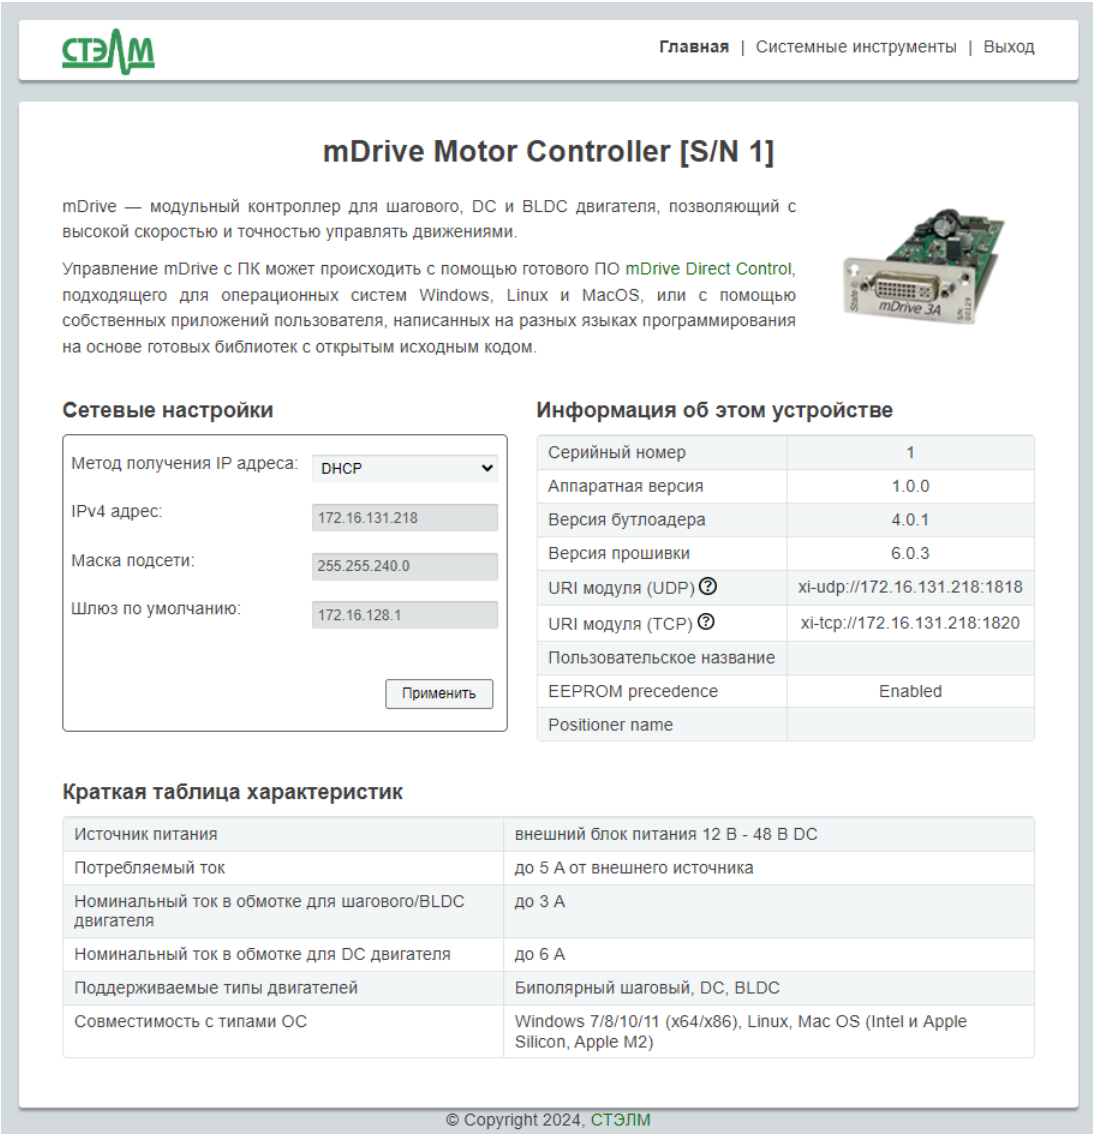 СТЭЛМ
Главная | Системные инструменты | Выход
mDrive Motor Controller [S/N 1]
mDrive — модульный контроллер для шагового, DC и BLDC двигателя, позволяющий с
высокой скоростью и точностью управлять движениями.
Управление mDrive с ПК может происходить с помощью готового ПО mDrive Direct Control,
подходящего для операционных систем Windows, Linux и MacOS, или с помощью
собственных приложений пользователя, написанных на разных языках программирования
на основе готовых библиотек с открытым исходным кодом.
State
mDrive 3A
S/N:
00129
Сетевые настройки
Метод получения IP адреса: DHCP
IPv4 адрес: 172.16.131.218
Маска подсети: 255.255.240.0
Шлюз по умолчанию: 172.16.128.1
Применить
Информация об этом устройстве
Серийный номер 1
Аппаратная версия 1.0.0
Версия бутлоадера 4.0.1
Версия прошивки 6.0.3
URI модуля (UDP) ? xi-udp://172.16.131.218:1818
URI модуля (TCP) ? xi-tcp://172.16.131.218:1820
Пользовательское название
EEPROM precedence Enabled
Positioner name
Краткая таблица характеристик
Источник питания внешний блок питания 12 В - 48 В DC
Потребляемый ток до 5 А от внешнего источника
Номинальный ток в обмотке для шагового/BLDC до 3 А
двигателя
Номинальный ток в обмотке для DC двигателя до 6 А
Поддерживаемые типы двигателей Биполярный шаговый, DC, BLDC
Совместимость с типами ОС Windows 7/8/10/11 (x64/x86), Linux, Mac OS (Intel и Apple
Silicon, Apple M2)
© Copyright 2024, СТЭЛМ